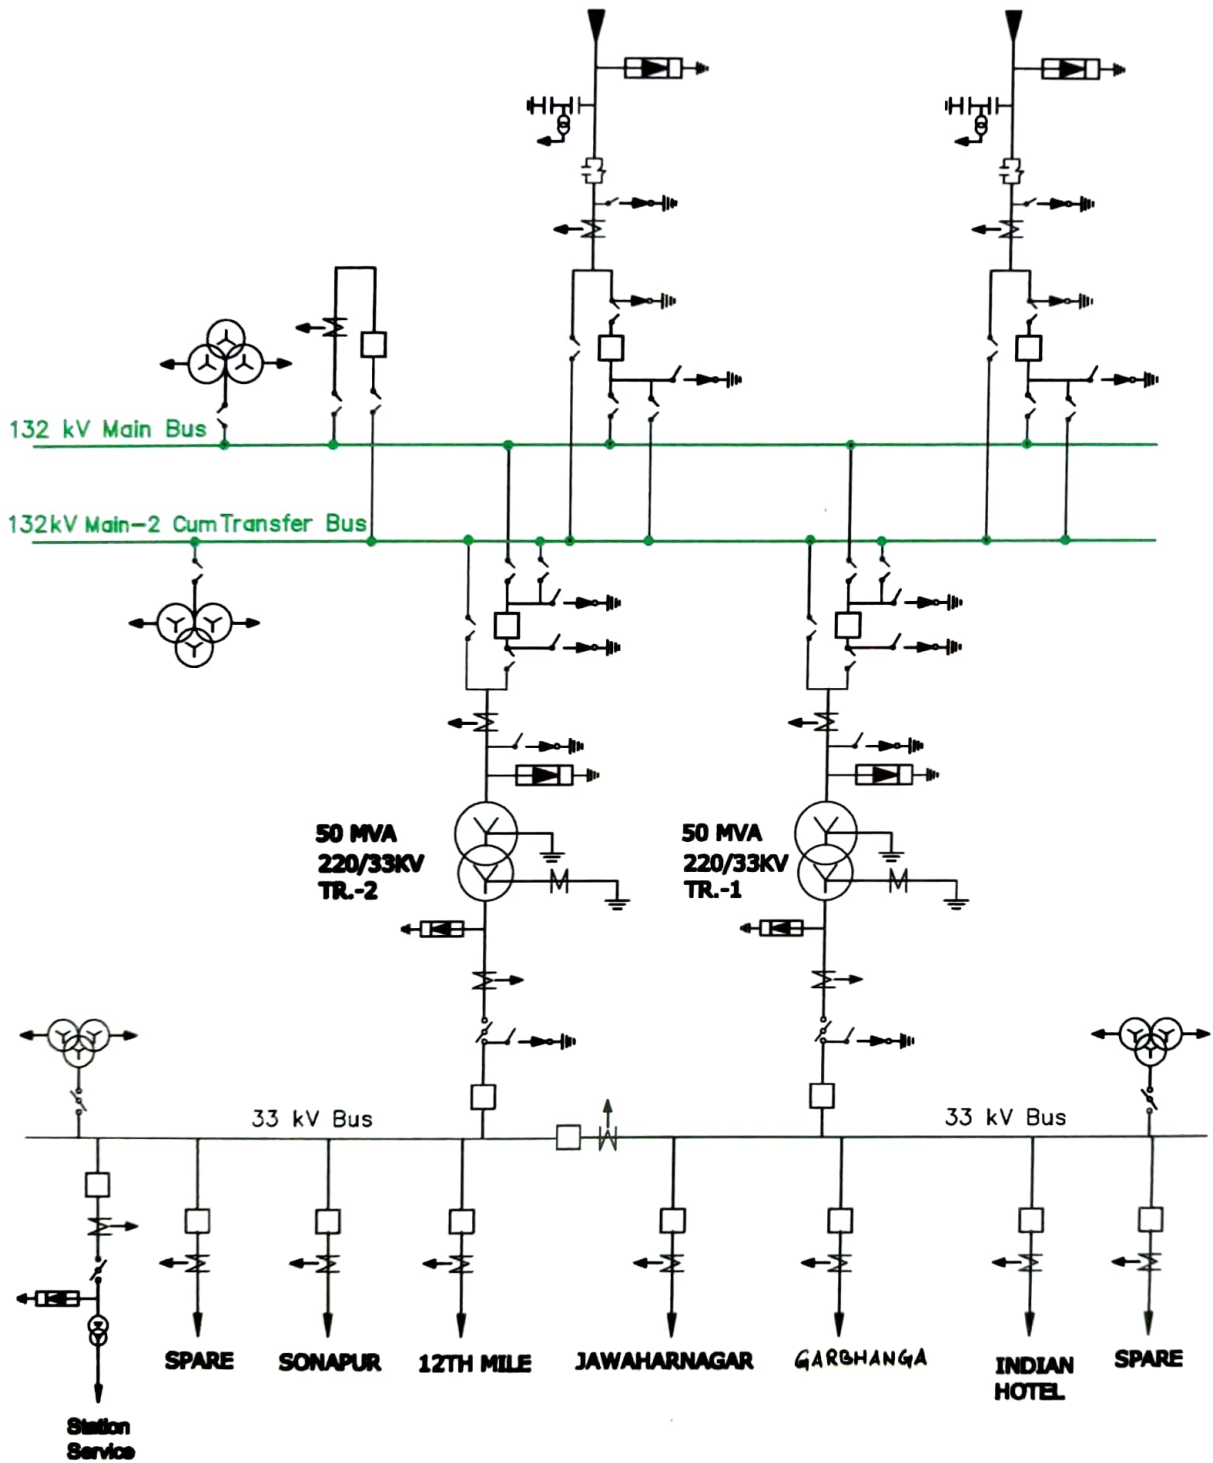 132 kV Main Bus
132kV Main-2 Cum Transfer Bus
50 MVA
220/33KV
TR.-2
50 MVA
220/33KV
TR.-1
33 kV Bus
33 kV Bus
SPARE
SONAPUR
12TH MILE
JAWAHARNAGAR
GARBHANGA
INDIAN
HOTEL
SPARE
Station
Service